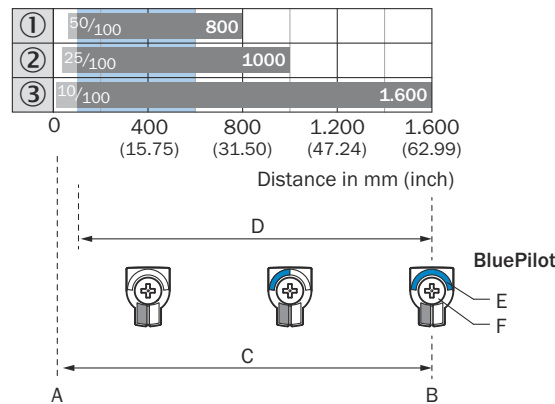 ① 50/100 800
② 25/100 1000
③ 10/100 1.600
0 400 800 1.200 1.600
(15.75) (31.50) (47.24) (62.99)
Distance in mm (inch)
D
BluePilot
E
F
C
A B